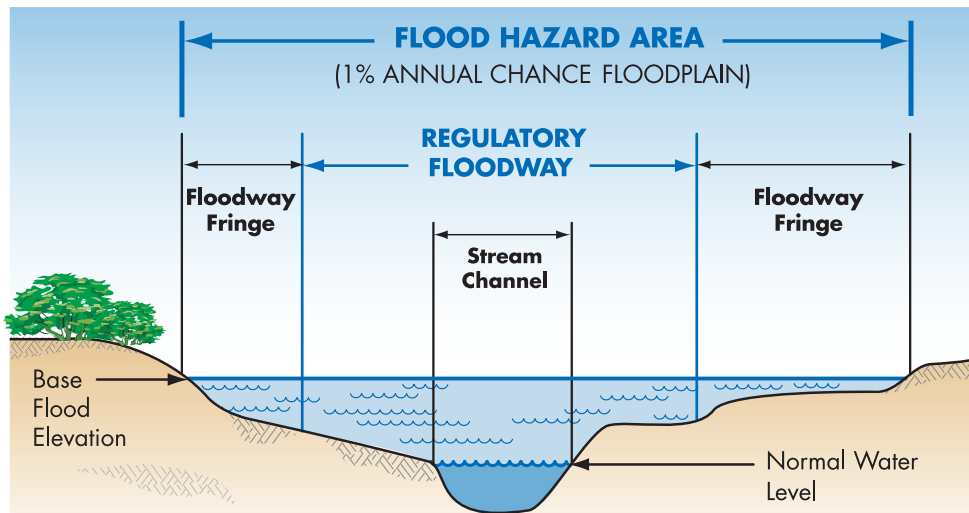 FLOOD HAZARD AREA
(1% ANNUAL CHANCE FLOODPLAIN)
REGULATORY
FLOODWAY
Floodway
Fringe
Floodway
Fringe
Stream
Channel
Base
Flood
Elevation
Normal Water
Level